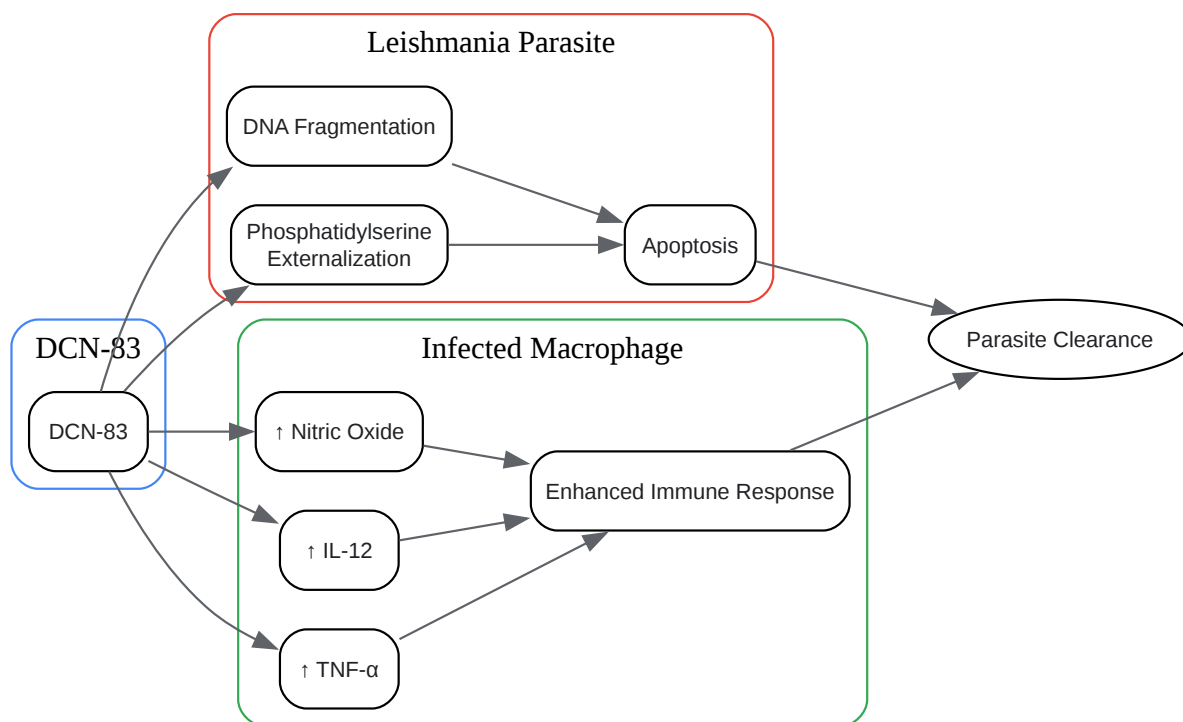 Leishmania Parasite
DNA Fragmentation
Phosphatidylserine
Externalization
Apoptosis
DCN-83
DCN-83
Infected Macrophage
↑ Nitric Oxide
Enhanced Immune Response
↑ IL-12
↑ TNF-α
Parasite Clearance